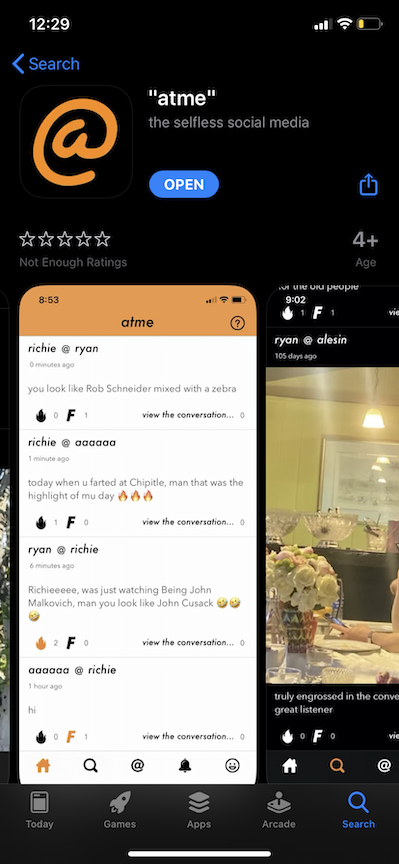 12:29
Search
"atme"
the selfless social media
OPEN
Not Enough Ratings
4+
Age
8:53
atme
?
richie @ ryan
0 minutes ago
you look like Rob Schneider mixed with a zebra
0 F 1 view the conversation... 0
richie @ aaaaaa
1 minute ago
today when u farted at Chipitle, man that was the
highlight of mu day 🔥🔥🔥
1 F 0 view the conversation... 0
ryan @ richie
6 minutes ago
Richieeeee, was just watching Being John
Malkovich, man you look like John Cusack 🤣🤣
🤣
2 F 0 view the conversation... 0
aaaaaa @ richie
1 hour ago
hi
0 F 1 view the conversation... 0
@
for the old people
9:02
1 F 1 vie
ryan @ alesin
105 days ago
truly engrossed in the conve
great listener
0 F 0 vie
@
Today
Games
Apps
Arcade
Search